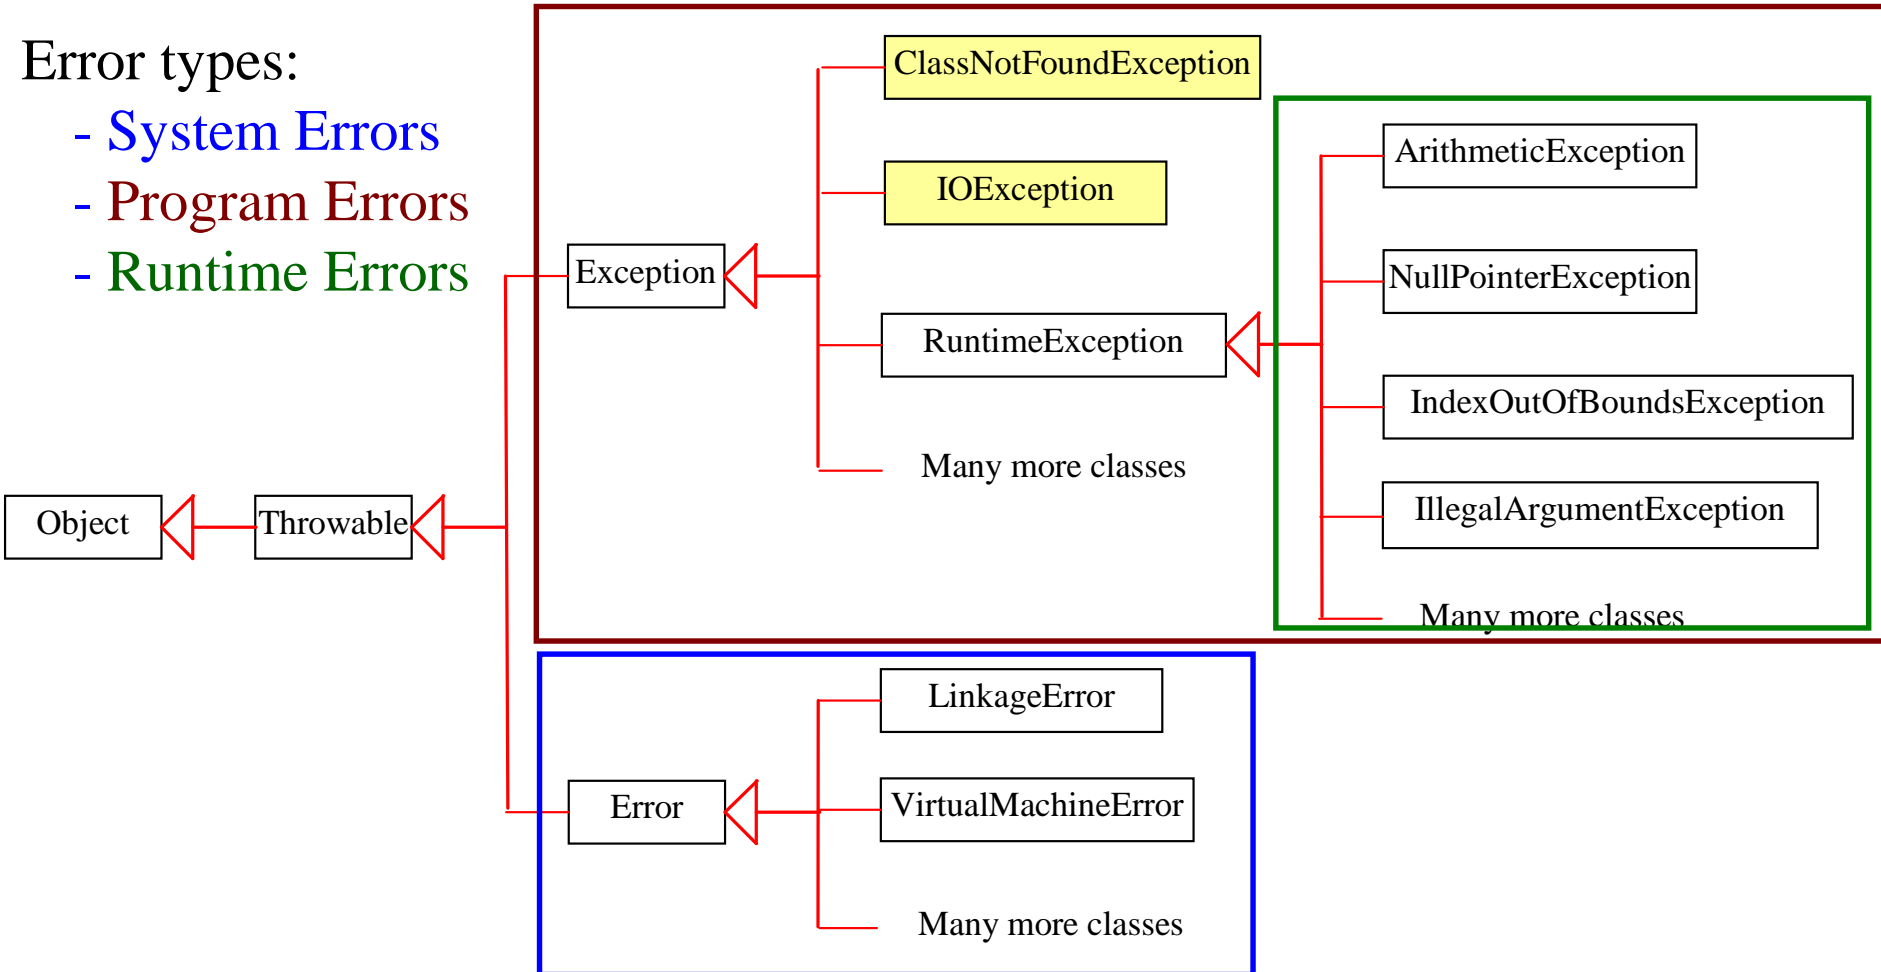 Error types:
- System Errors
- Program Errors
- Runtime Errors
ClassNotFoundException
IOException
Exception
RuntimeException
Many more classes
ArithmeticException
NullPointerException
IndexOutOfBoundsException
IllegalArgumentException
Many more classes
Object
Throwable
LinkageError
Error
VirtualMachineError
Many more classes